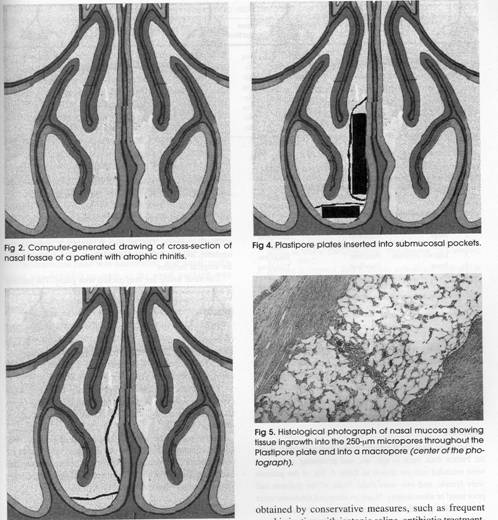 Fig 2. Computer-generated drawing of cross-section of
nasal fossae of a patient with atrophic rhinitis.
Fig 4. Plastipore plates inserted into submucosal pockets.
Fig 5. Histological photograph of nasal mucosa showing
tissue ingrowth into the 250-μm micropores throughout the
Plastipore plate and into a macropore (center of the pho-
tograph).
obtained by conservative measures, such as frequent